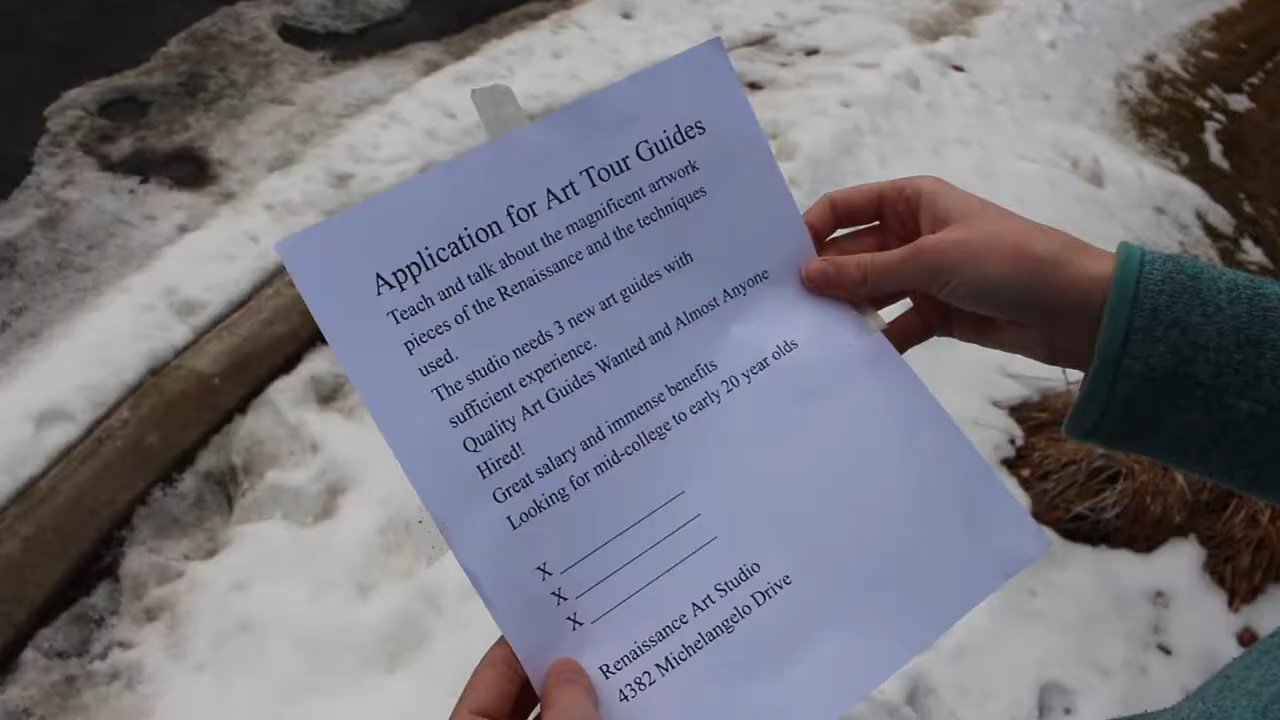 Application for Art Tour Guides
Teach and talk about the magnificent artwork
pieces of the Renaissance and the techniques
used.
The studio needs 3 new art guides with
sufficient experience.
Quality Art Guides Wanted and Almost Anyone
Hired!
Great salary and immense benefits
Looking for mid-college to early 20 year olds
X
X
X
Renaissance Art Studio
4382 Michelangelo Drive